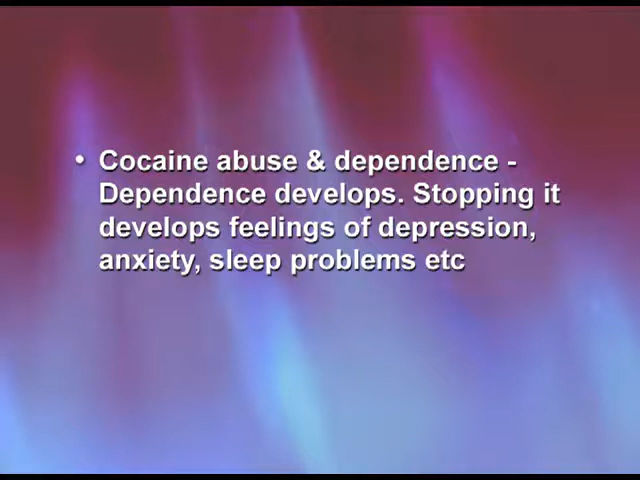 • Cocaine abuse & dependence -
Dependence develops. Stopping it
develops feelings of depression,
anxiety, sleep problems etc